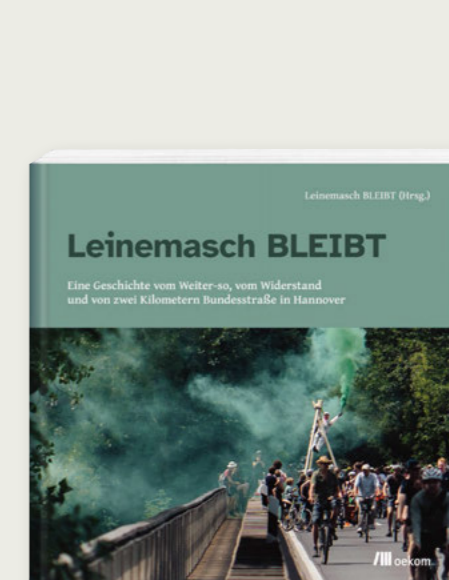 Leinemasch BLEIBT (Hrsg.)
Leinemasch BLEIBT
Eine Geschichte vom Weiter-so, vom Widerstand
und von zwei Kilometern Bundesstraße in Hannover
oekom